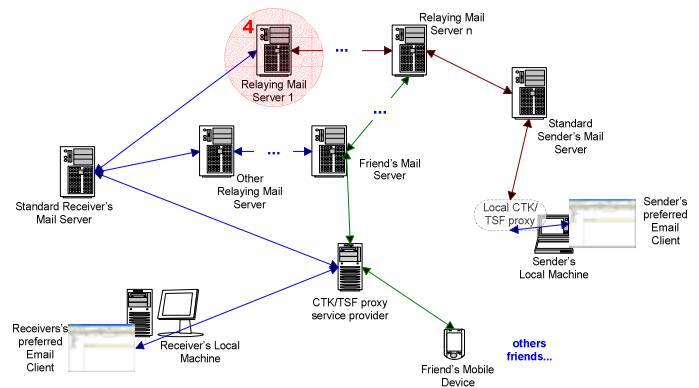 4
Relaying Mail
Server 1
...
Relaying Mail
Server n
...
Standard
Sender's Mail
Server
Standard Receiver's
Mail Server
Other
Relaying Mail
Server
...
Friend's Mail
Server
Local CTK/
TSF proxy
Sender's
preferred
Email
Client
Sender's
Local Machine
CTK/TSF proxy
service provider
Receivers's
preferred
Email
Client
Receiver's Local
Machine
Friend's Mobile
Device
others
friends...